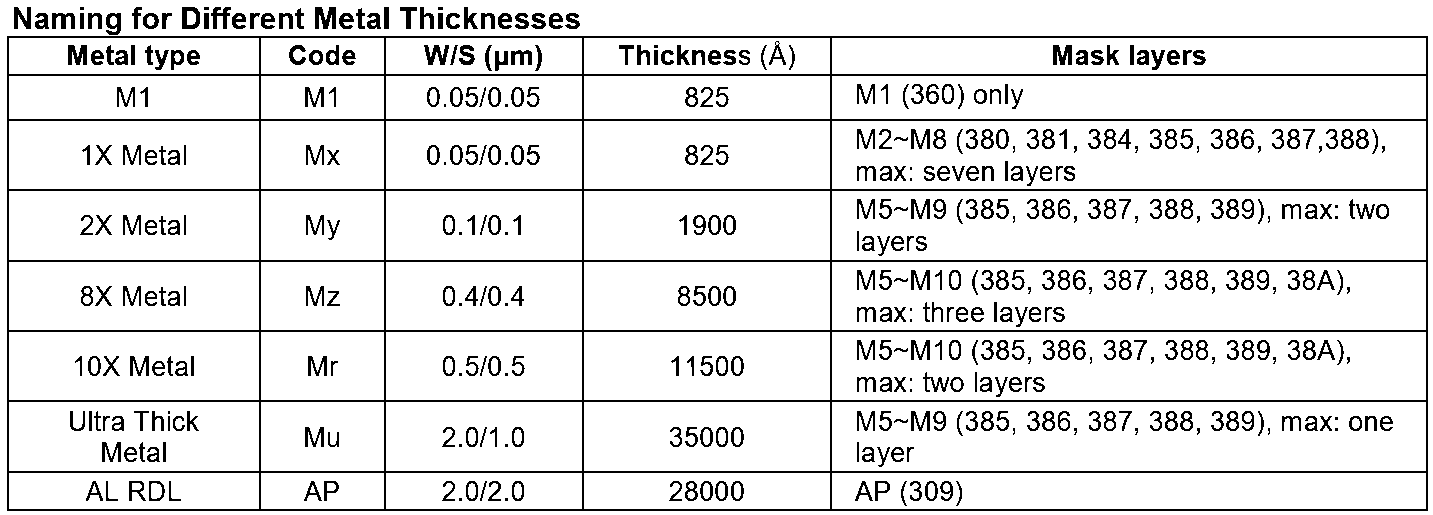 Naming for Different Metal Thicknesses
Metal type Code W/S (µm) Thickness (Å) Mask layers
M1 M1 0.05/0.05 825 M1 (360) only
1X Metal Mx 0.05/0.05 825 M2~M8 (380, 381, 384, 385, 386, 387,388),
max: seven layers
2X Metal My 0.1/0.1 1900 M5~M9 (385, 386, 387, 388, 389), max: two
layers
8X Metal Mz 0.4/0.4 8500 M5~M10 (385, 386, 387, 388, 389, 38A),
max: three layers
10X Metal Mr 0.5/0.5 11500 M5~M10 (385, 386, 387, 388, 389, 38A),
max: two layers
Ultra Thick
Metal Mu 2.0/1.0 35000 M5~M9 (385, 386, 387, 388, 389), max: one
layer
AL RDL AP 2.0/2.0 28000 AP (309)